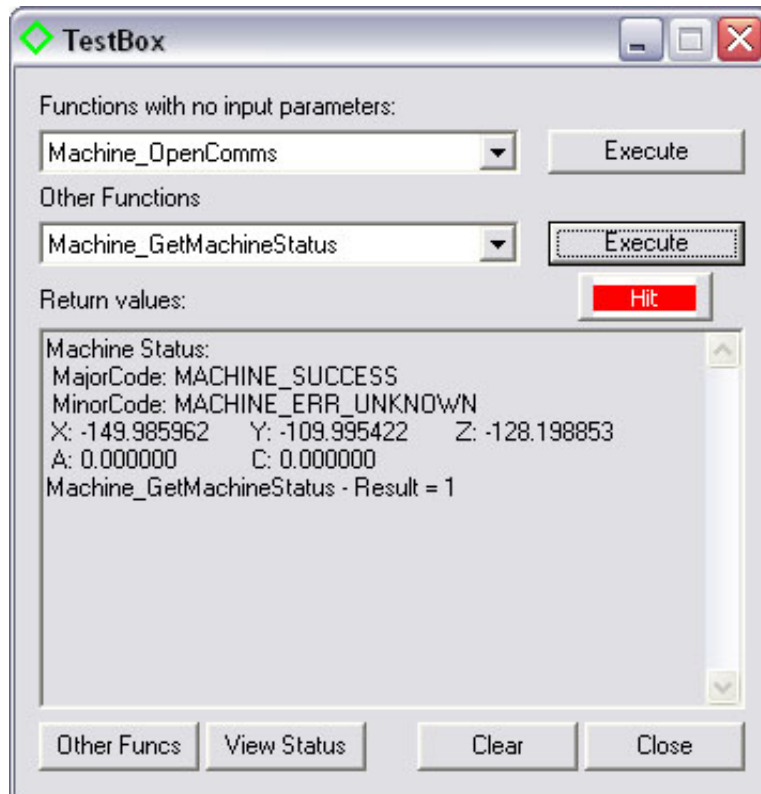 TestBox
Functions with no input parameters:
Machine_OpenComms
Execute
Other Functions
Machine_GetMachineStatus
Execute
Return values:
Hit
Machine Status:
MajorCode: MACHINE_SUCCESS
MinorCode: MACHINE_ERR_UNKNOWN
X: -149.985962 Y: -109.995422 Z: -128.198853
A: 0.000000 C: 0.000000
Machine_GetMachineStatus - Result = 1
Other Funcs View Status Clear Close